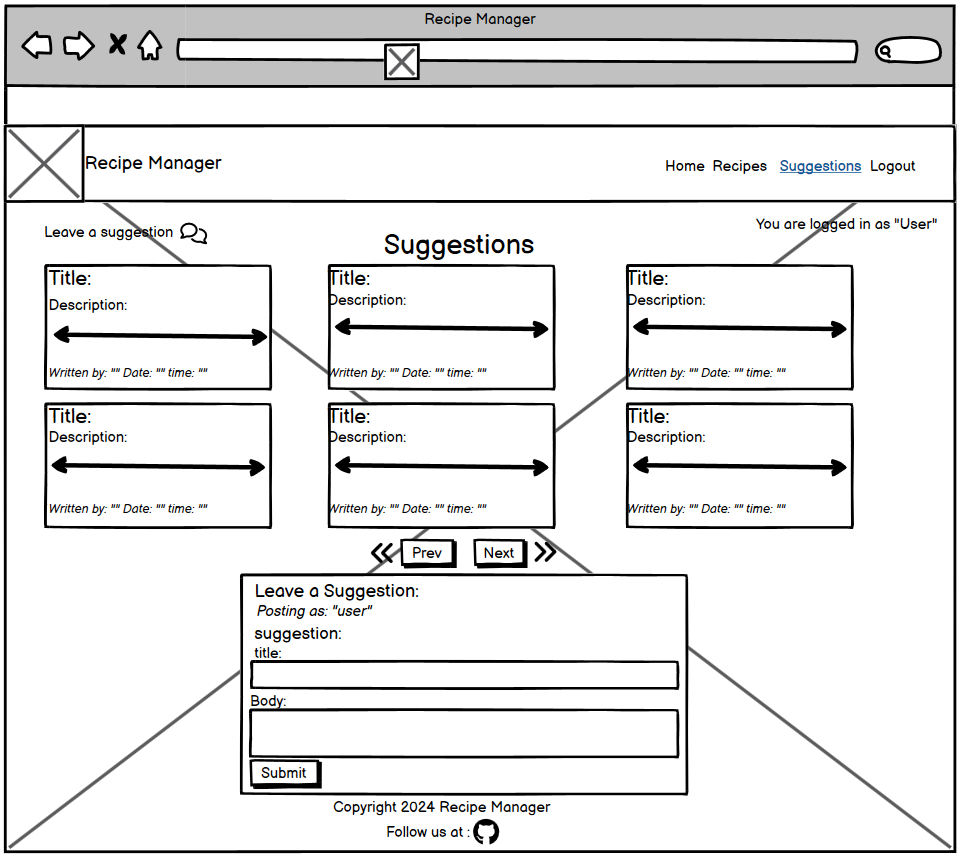 Recipe Manager
Recipe Manager
Home Recipes Suggestions Logout
You are logged in as "User"
Leave a suggestion
Suggestions
Title:
Description:
Written by: "" Date: "" time: ""
Title:
Description:
Written by: "" Date: "" time: ""
Title:
Description:
Written by: "" Date: "" time: ""
Title:
Description:
Written by: "" Date: "" time: ""
Title:
Description:
Written by: "" Date: "" time: ""
Title:
Description:
Written by: "" Date: "" time: ""
Prev Next
Leave a Suggestion:
Posting as: "user"
suggestion:
title:
Body:
Submit
Copyright 2024 Recipe Manager
Follow us at :